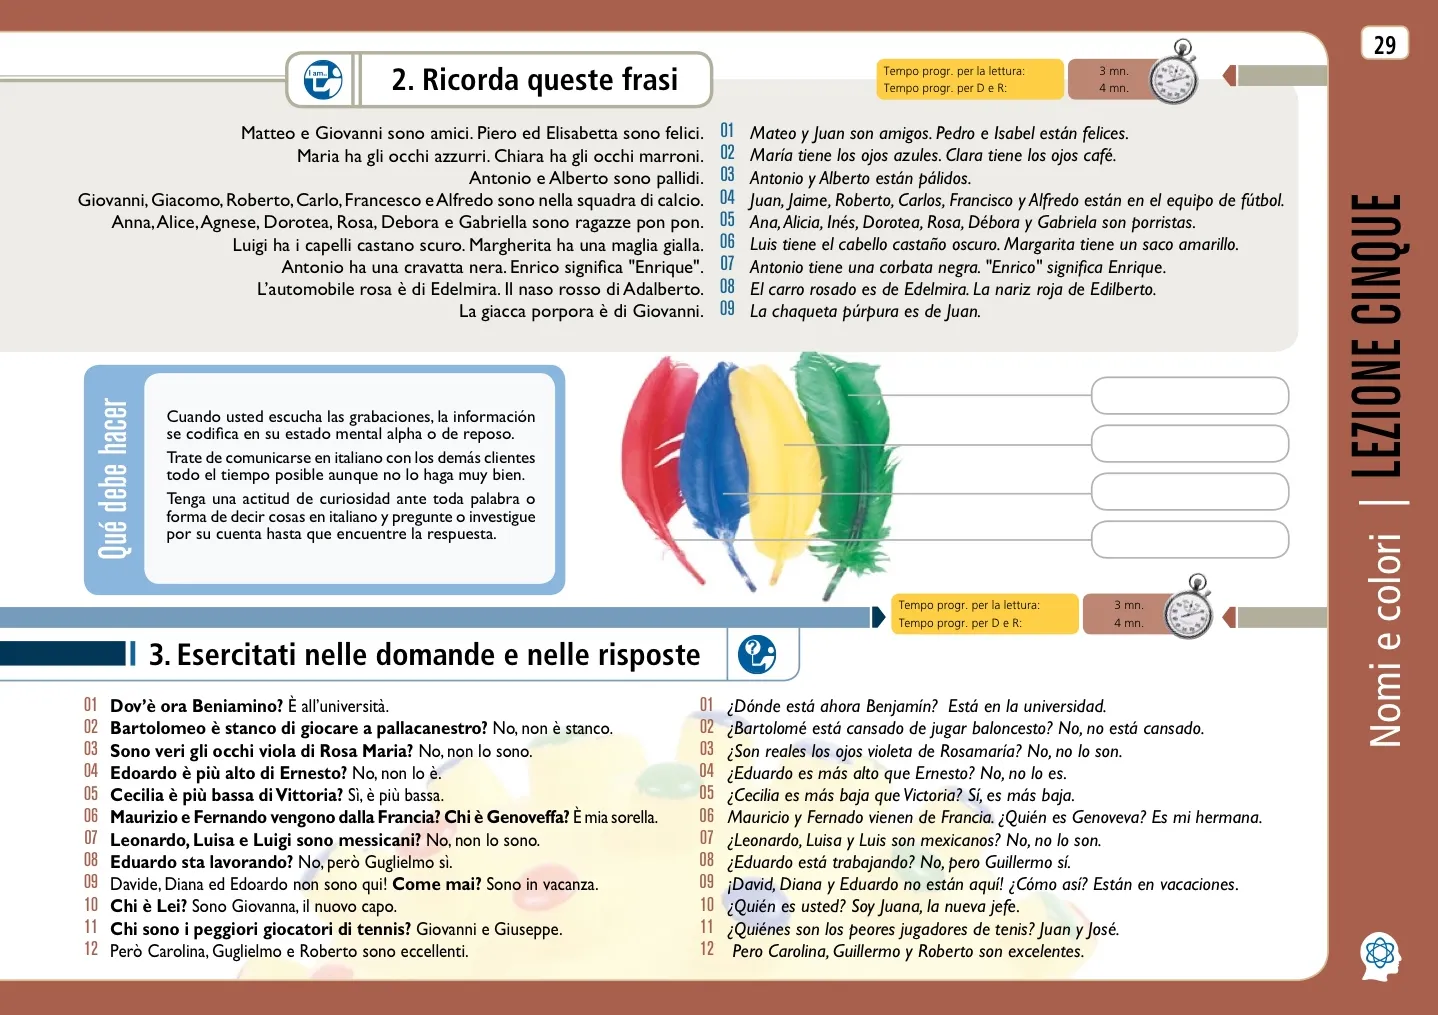 29
2. Ricorda queste frasi
I am...
Tempo progr. per la lettura: 3 mn.
Tempo progr. per D e R: 4 mn.
Matteo e Giovanni sono amici. Piero ed Elisabetta sono felici. 01 Mateo y Juan son amigos. Pedro e Isabel están felices.
Maria ha gli occhi azzurri. Chiara ha gli occhi marroni. 02 María tiene los ojos azules. Clara tiene los ojos café.
Antonio e Alberto sono pallidi. 03 Antonio y Alberto están pálidos.
Giovanni, Giacomo, Roberto, Carlo, Francesco e Alfredo sono nella squadra di calcio. 04 Juan, Jaime, Roberto, Carlos, Francisco y Alfredo están en el equipo de fútbol.
Anna, Alice, Agnese, Dorotea, Rosa, Debora e Gabriella sono ragazze pon pon. 05 Ana, Alicia, Inés, Dorotea, Rosa, Débora y Gabriela son porristas.
Luigi ha i capelli castano scuro. Margherita ha una maglia gialla. 06 Luis tiene el cabello castaño oscuro. Margarita tiene un saco amarillo.
Antonio ha una cravatta nera. Enrico significa "Enrique". 07 Antonio tiene una corbata negra. "Enrico" significa Enrique.
L'automobile rosa è di Edelmira. Il naso rosso di Adalberto. 08 El carro rosado es de Edelmira. La nariz roja de Edilberto.
La giacca porpora è di Giovanni. 09 La chaqueta púrpura es de Juan.
Qué debe hacer
Cuando usted escucha las grabaciones, la información
se codifica en su estado mental alpha o de reposo.
Trate de comunicarse en italiano con los demás clientes
todo el tiempo posible aunque no lo haga muy bien.
Tenga una actitud de curiosidad ante toda palabra o
forma de decir cosas en italiano y pregunte o investigue
por su cuenta hasta que encuentre la respuesta.
Tempo progr. per la lettura: 3 mn.
Tempo progr. per D e R: 4 mn.
3. Esercitati nelle domande e nelle risposte
?
01 Dov'è ora Beniamino? È all'università. 01 ¿Dónde está ahora Benjamín? Está en la universidad.
02 Bartolomeo è stanco di giocare a pallacanestro? No, non è stanco. 02 ¿Bartolomé está cansado de jugar baloncesto? No, no está cansado.
03 Sono veri gli occhi viola di Rosa Maria? No, non lo sono. 03 ¿Son reales los ojos violeta de Rosamaría? No, no lo son.
04 Edoardo è più alto di Ernesto? No, non lo è. 04 ¿Eduardo es más alto que Ernesto? No, no lo es.
05 Cecilia è più bassa di Vittoria? Sì, è più bassa. 05 ¿Cecilia es más baja que Victoria? Sí, es más baja.
06 Maurizio e Fernando vengono dalla Francia? Chi è Genoveffa? È mia sorella. 06 Mauricio y Fernado vienen de Francia. ¿Quién es Genoveva? Es mi hermana.
07 Leonardo, Luisa e Luigi sono messicani? No, non lo sono. 07 ¿Leonardo, Luisa y Luis son mexicanos? No, no lo son.
08 Eduardo sta lavorando? No, però Guglielmo sì. 08 ¿Eduardo está trabajando? No, pero Guillermo sí.
09 Davide, Diana ed Edoardo non sono qui! Come mai? Sono in vacanza. 09 ¡David, Diana y Eduardo no están aquí! ¿Cómo así? Están en vacaciones.
10 Chi è Lei? Sono Giovanna, il nuovo capo. 10 ¿Quién es usted? Soy Juana, la nueva jefe.
11 Chi sono i peggiori giocatori di tennis? Giovanni e Giuseppe. 11 ¿Quiénes son los peores jugadores de tenis? Juan y José.
12 Però Carolina, Guglielmo e Roberto sono eccellenti. 12 Pero Carolina, Guillermo y Roberto son excelentes.
Nomi e colori | LEZIONE CINQUE